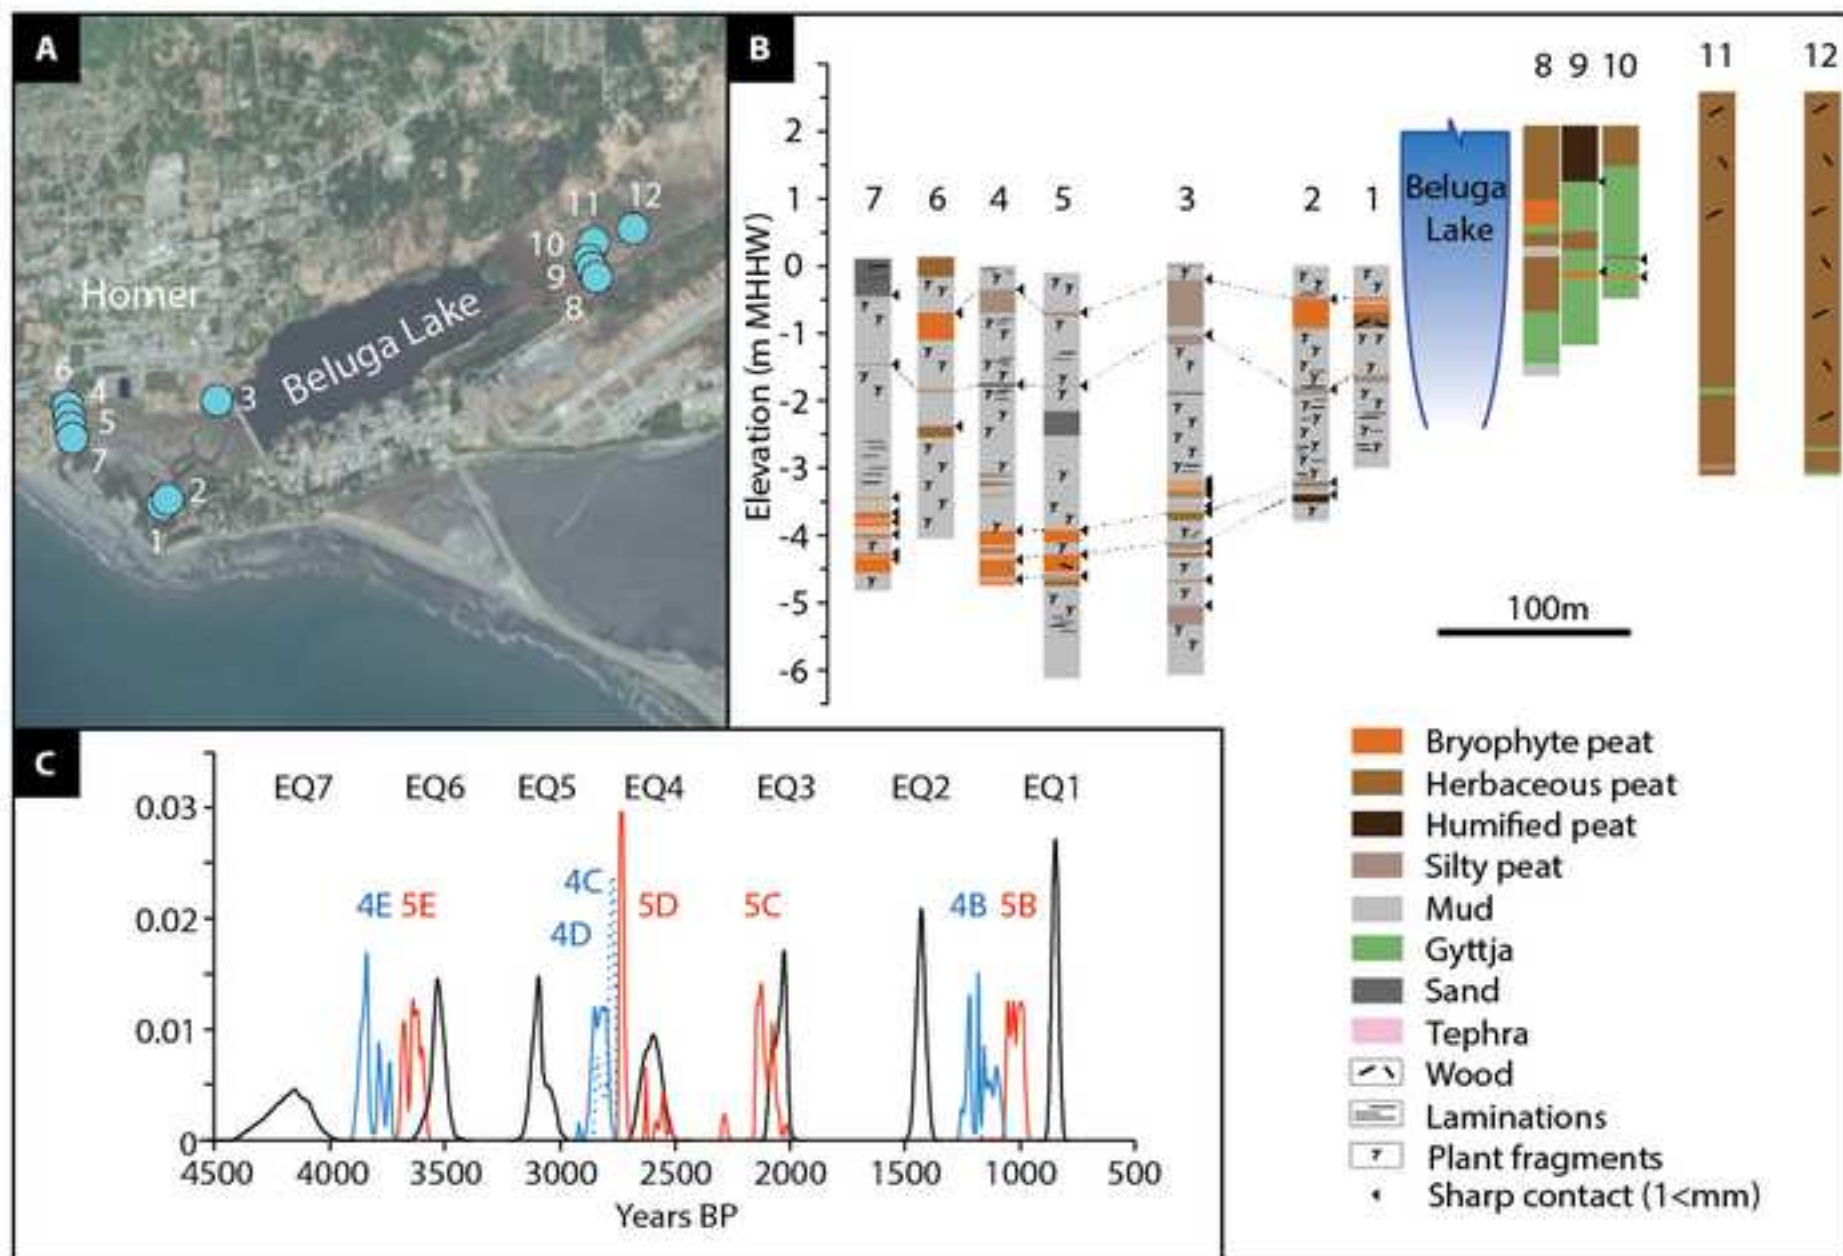 A
Homer
Beluga Lake
11
12
10
9
8
6
4
3
5
7
2
1
B
8 9 10
11
12
7
6
4
5
3
2
1
Beluga
Lake
Elevation (m MHHW)
2
1
0
-1
-2
-3
-4
-5
-6
100m
Bryophyte peat
Herbaceous peat
Humified peat
Silty peat
Mud
Gyttja
Sand
Tephra
Wood
Laminations
Plant fragments
Sharp contact (1<mm)
C
EQ7
EQ6
EQ5
EQ4
EQ3
EQ2
EQ1
0.03
0.02
0.01
0
4E
5E
4C
4D
5D
5C
4B
5B
4500
4000
3500
3000
2500
2000
1500
1000
500
Years BP